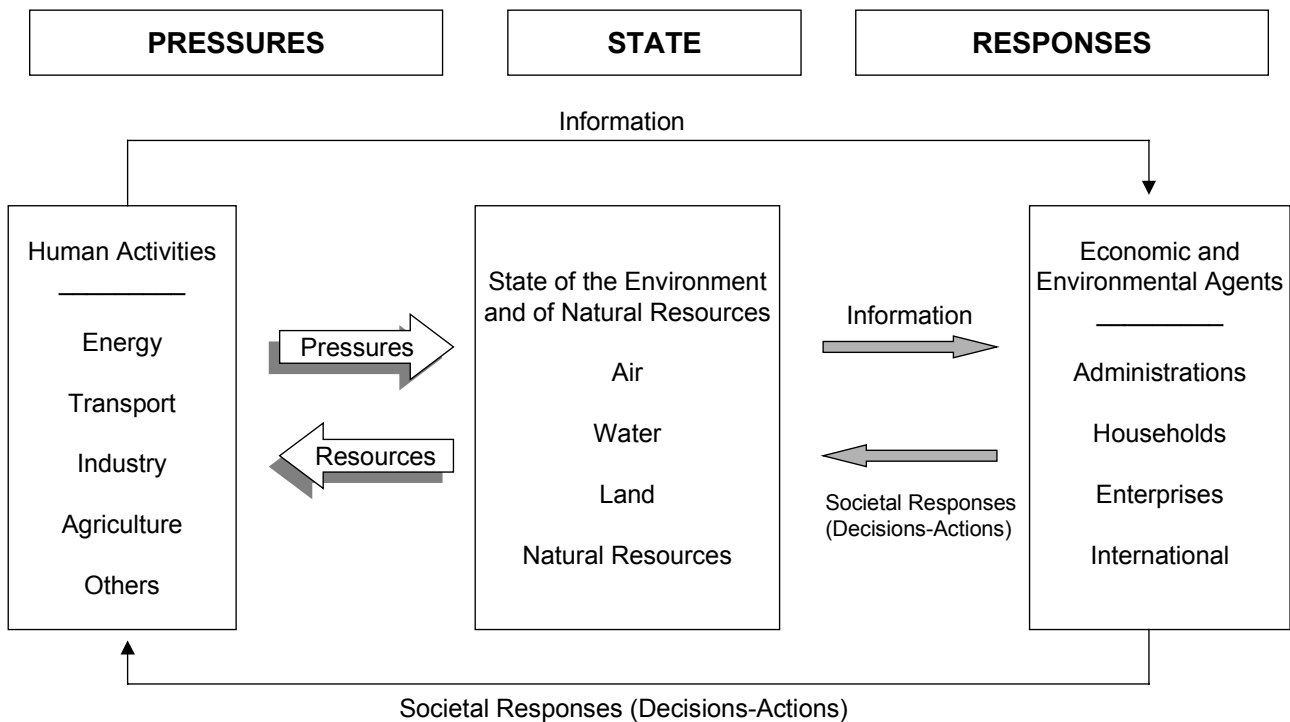 PRESSURES
STATE
RESPONSES
Information
Human Activities
Energy
Transport
Industry
Agriculture
Others
Pressures
Resources
State of the Environment
and of Natural Resources
Air
Water
Land
Natural Resources
Information
Societal Responses
(Decisions-Actions)
Economic and
Environmental Agents
Administrations
Households
Enterprises
International
Societal Responses (Decisions-Actions)